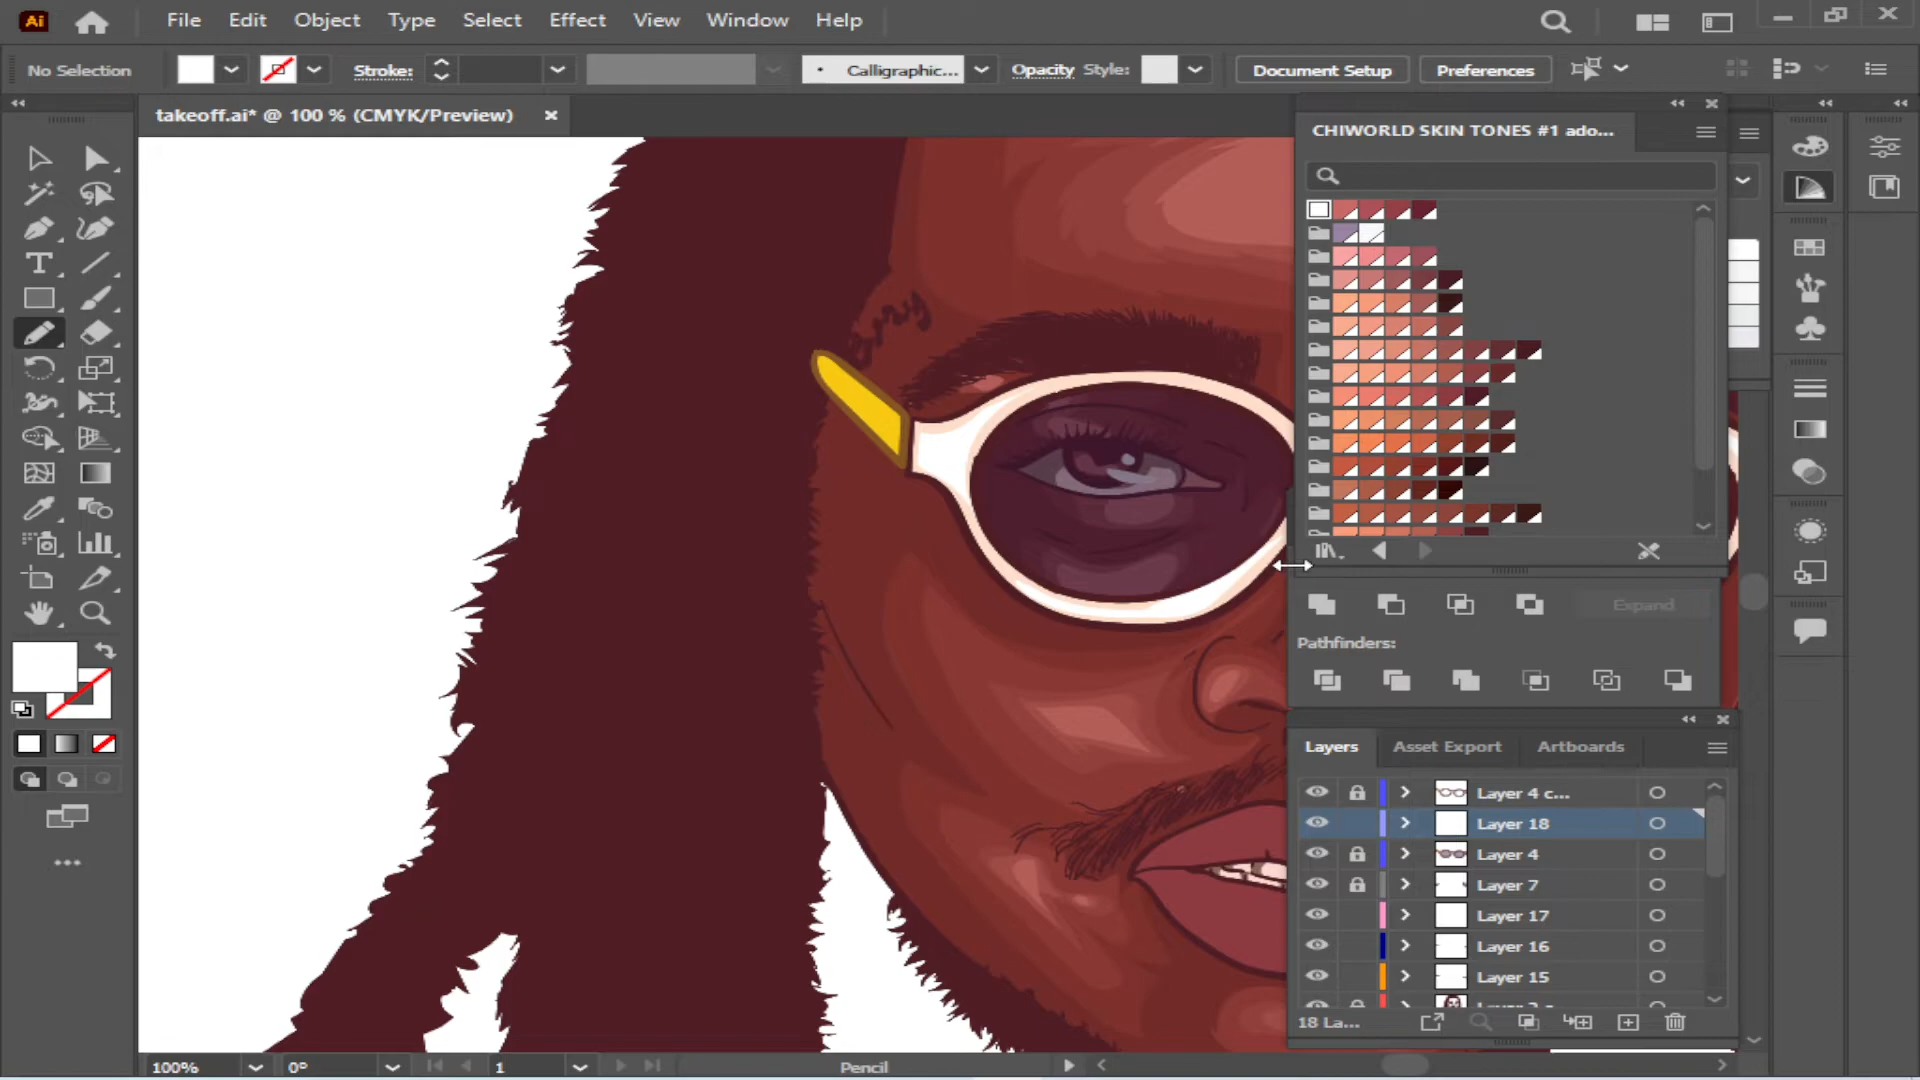 Ai File Edit Object Type Select Effect View Window Help
No Selection Stroke: Calligraphic... Opacity Style: Document Setup Preferences
takeoff.ai* @ 100 % (CMYK/Preview)
CHIWORLD SKIN TONES #1 ado...
Expand
Pathfinders:
Layers Asset Export Artboards
Layer 4 c...
Layer 18
Layer 4
Layer 7
Layer 17
Layer 16
Layer 15
18 La...
100% 0° 1 Pencil